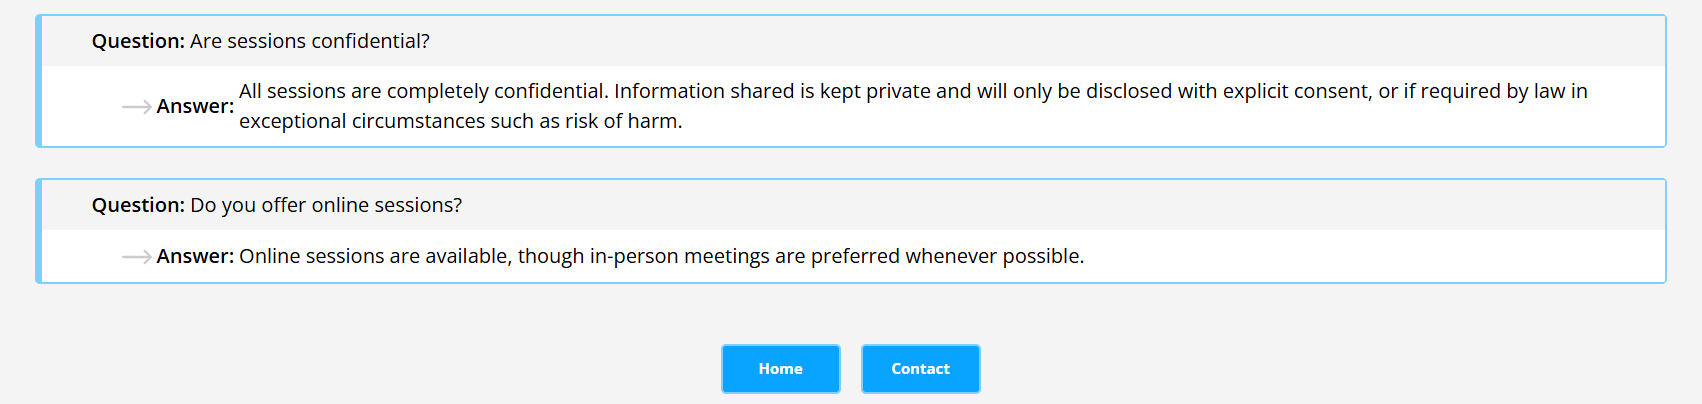 Question: Are sessions confidential?
Answer: All sessions are completely confidential. Information shared is kept private and will only be disclosed with explicit consent, or if required by law in
exceptional circumstances such as risk of harm.
Question: Do you offer online sessions?
Answer: Online sessions are available, though in-person meetings are preferred whenever possible.
Home Contact